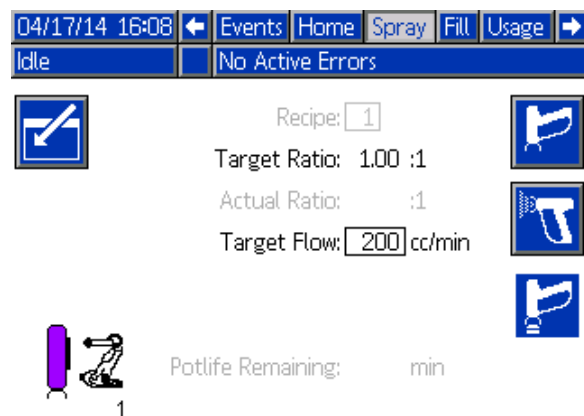 04/17/14 16:08 Events Home Spray Fill Usage
Idle No Active Errors
Recipe: 1
Target Ratio: 1.00 :1
Actual Ratio: :1
Target Flow: 200 cc/min
Potlife Remaining: min
1